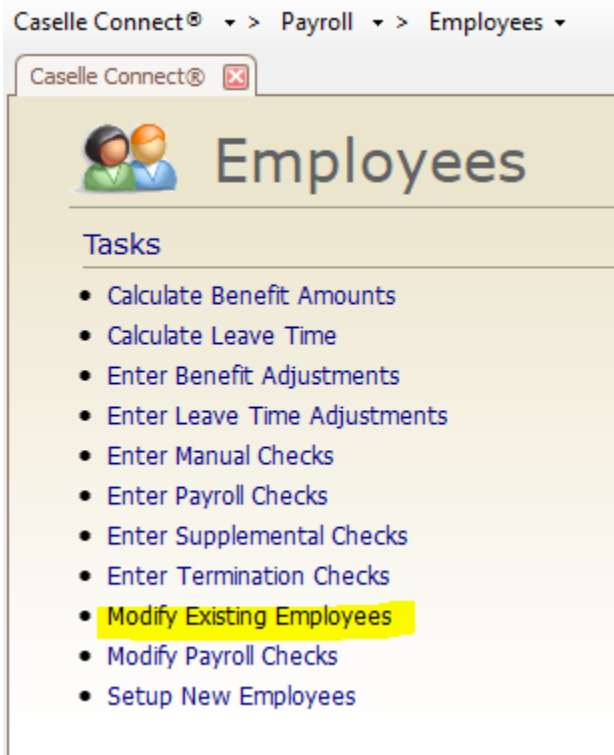 Caselle Connect® > Payroll > Employees
Caselle Connect®
Employees
Tasks
Calculate Benefit Amounts
Calculate Leave Time
Enter Benefit Adjustments
Enter Leave Time Adjustments
Enter Manual Checks
Enter Payroll Checks
Enter Supplemental Checks
Enter Termination Checks
Modify Existing Employees
Modify Payroll Checks
Setup New Employees